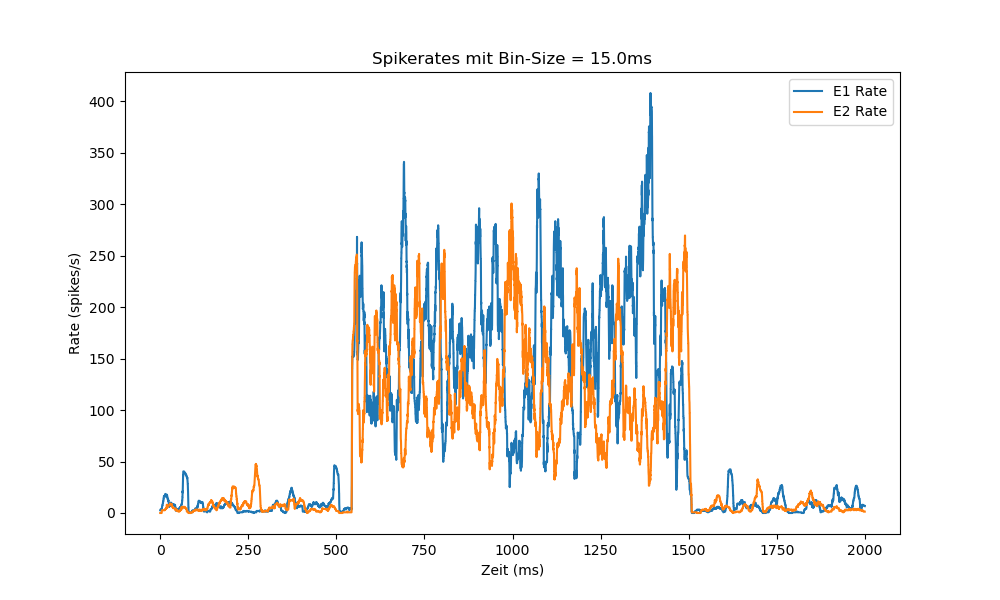 Spikerates mit Bin-Size = 15.0ms
E1 Rate
E2 Rate
400
350
300
250
200
150
100
50
0
Rate (spikes/s)
0 250 500 750 1000 1250 1500 1750 2000
Zeit (ms)